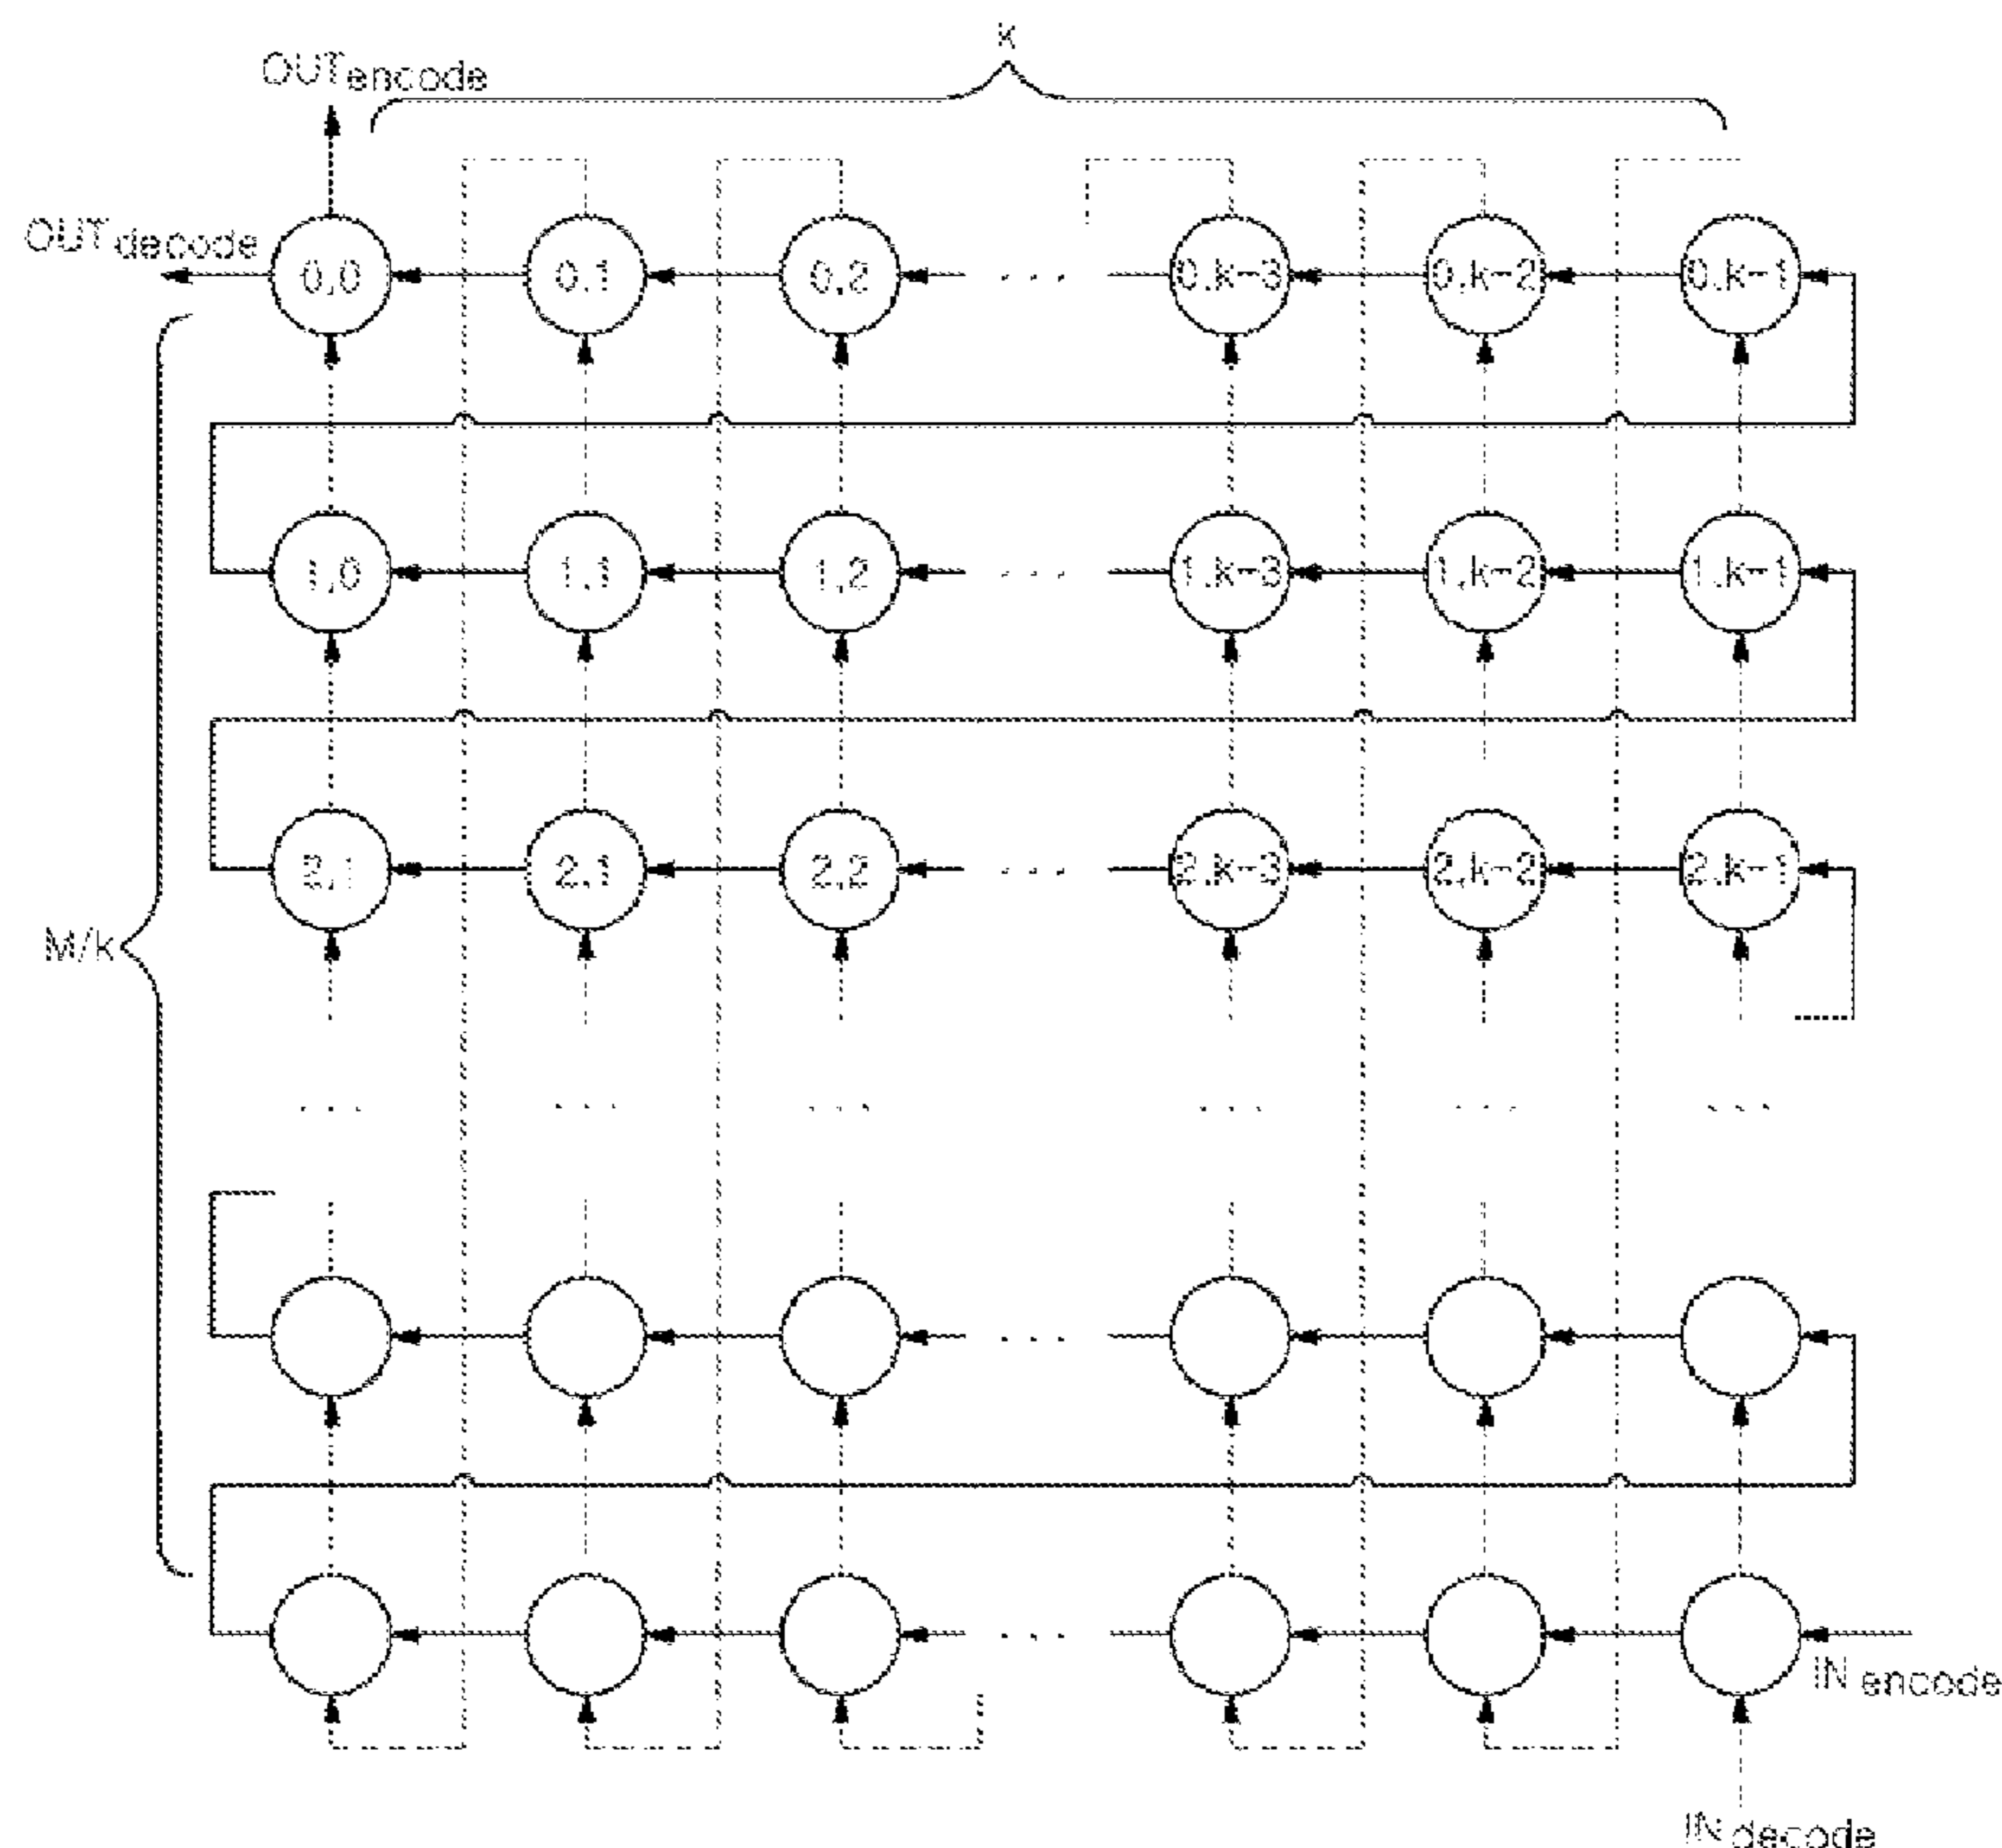 k
OUTencode
OUTdecode
0,0 0,1 0,2 ... 0,k-3 0,k-2 0,k-1
1,0 1,1 1,2 ... 1,k-3 1,k-2 1,k-1
2,1 2,1 2,2 ... 2,k-3 2,k-2 2,k-1
M/k
... ... ... ... ... ...
...
...
INencode
INdecode